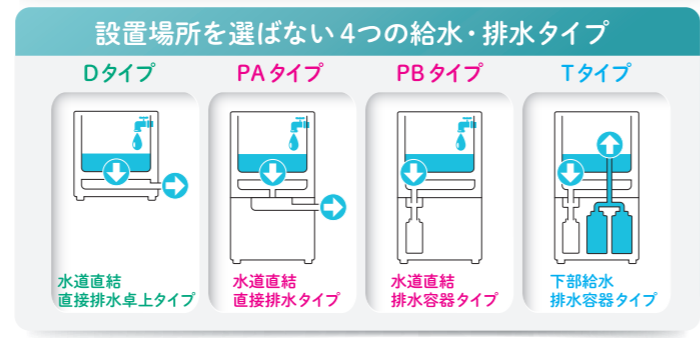 設置場所を選ばない4つの給水・排水タイプ
Dタイプ
PAタイプ
PBタイプ
Tタイプ
水道直結
直接排水卓上タイプ
水道直結
直接排水タイプ
水道直結
排水容器タイプ
下部給水
排水容器タイプ